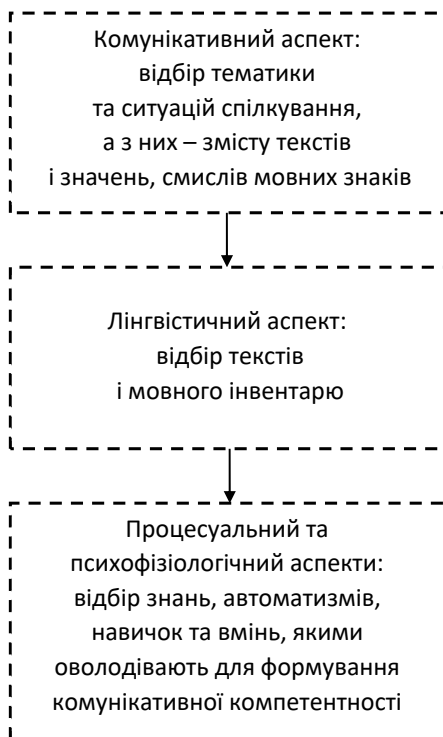 Комунікативний аспект:
відбір тематики
та ситуацій спілкування,
а з них – змісту текстів
і значень, смислів мовних знаків
Лінгвістичний аспект:
відбір текстів
і мовного інвентарю
Процесуальний та
психофізіологічний аспекти:
відбір знань, автоматизмів,
навичок та вмінь, якими
оволодівають для формування
комунікативної компетентності